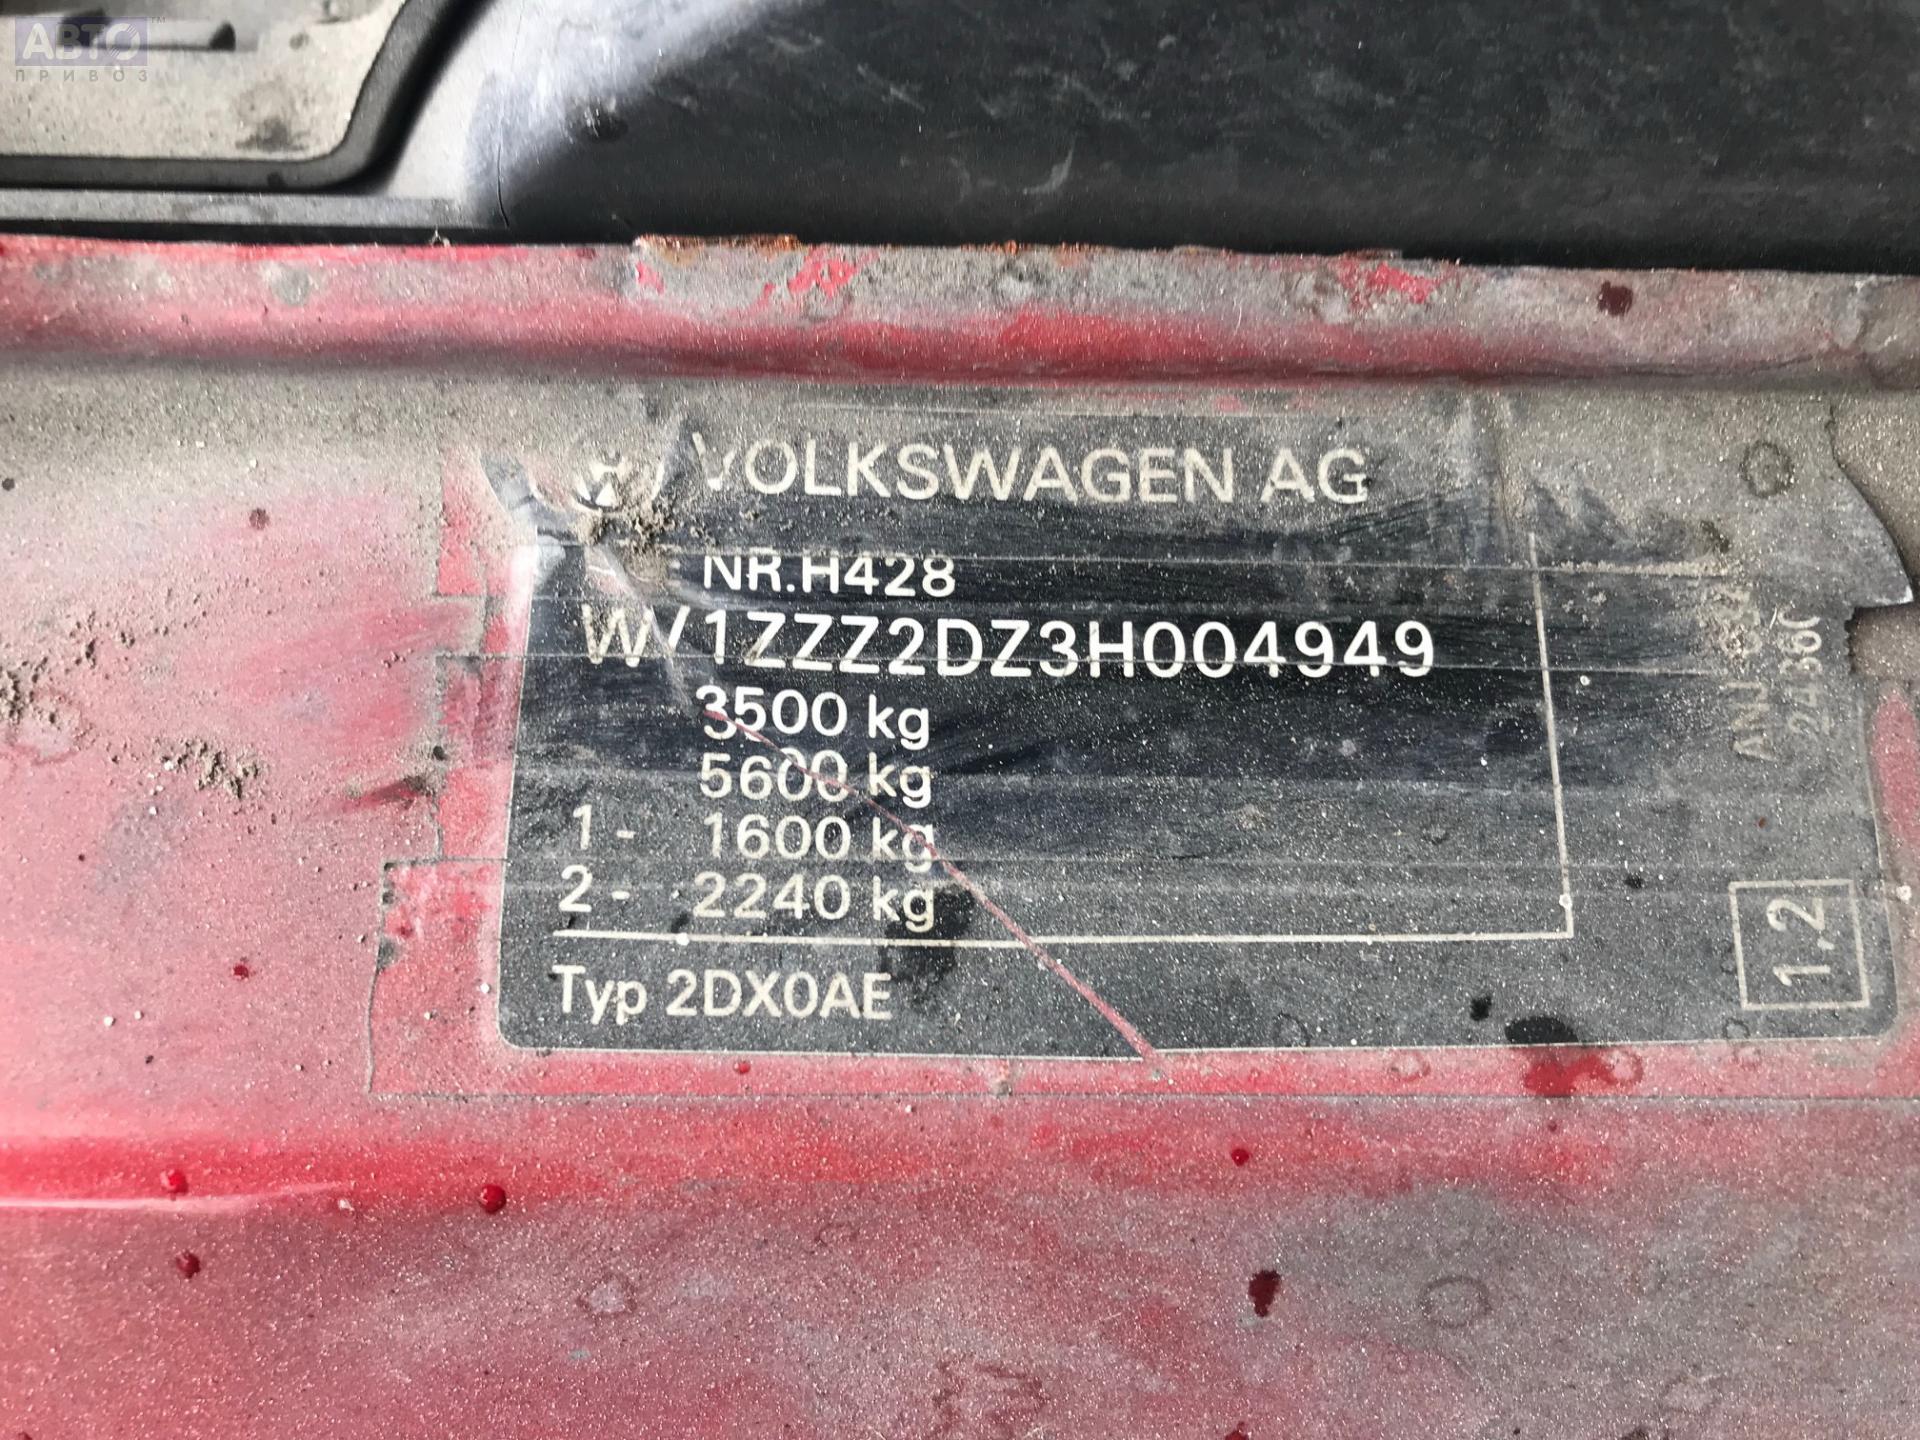 АВТО
ПРИВОЗ
VOLKSWAGEN AG
NR.H428
WV1ZZZ2DZ3H004949
3500 kg
5600 kg
1 - 1600 kg
2 - 2240 kg
Typ 2DX0AE
ANJ
1,2